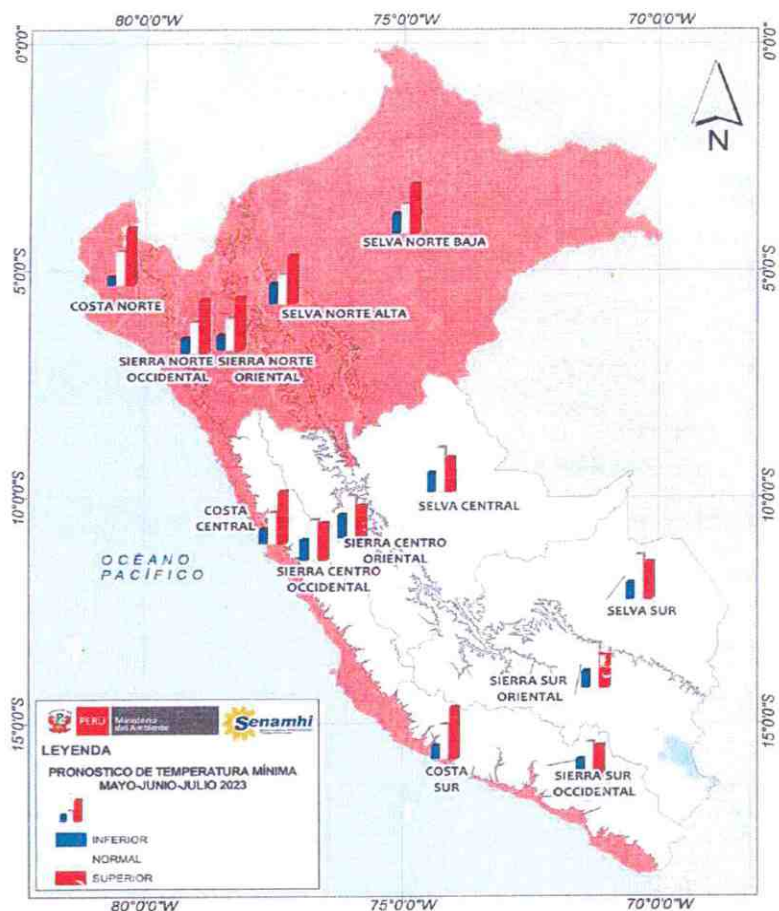 80°0'0"W 75°0'0"W 70°0'0"W
0°0'0" 0°0'0"
N
SELVA NORTE BAJA
5°0'0"S 5°0'0"S
COSTA NORTE
SELVA NORTE ALTA
SIERRA NORTE
OCCIDENTAL
SIERRA NORTE
ORIENTAL
10°0'0"S 10°0'0"S
SELVA CENTRAL
COSTA
CENTRAL
SIERRA CENTRO
ORIENTAL
SIERRA CENTRO
OCCIDENTAL
OCÉANO
PACÍFICO
SELVA SUR
SIERRA SUR
ORIENTAL
15°0'0"S 15°0'0"S
COSTA
SUR
SIERRA SUR
OCCIDENTAL
PERÚ Ministerio
del Ambiente
Senamhi
LEYENDA
PRONOSTICO DE TEMPERATURA MÍNIMA
MAYO-JUNIO-JULIO 2023
INFERIOR
NORMAL
SUPERIOR
80°0'0"W 75°0'0"W 70°0'0"W